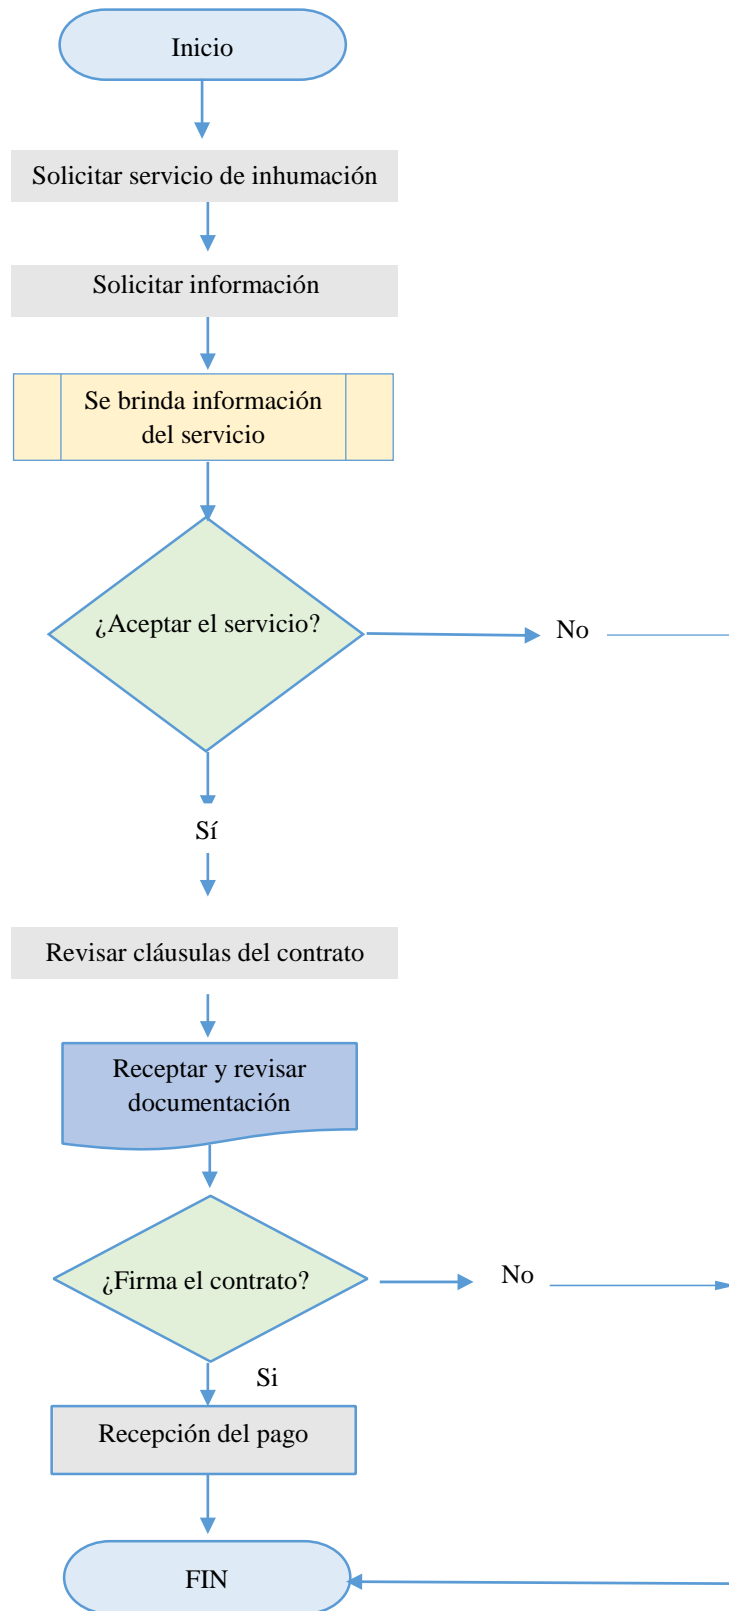 Inicio
Solicitar servicio de inhumación
Solicitar información
Se brinda información
del servicio
¿Aceptar el servicio?
No
Sí
Revisar cláusulas del contrato
Receptar y revisar
documentación
¿Firma el contrato?
No
Si
Recepción del pago
FIN